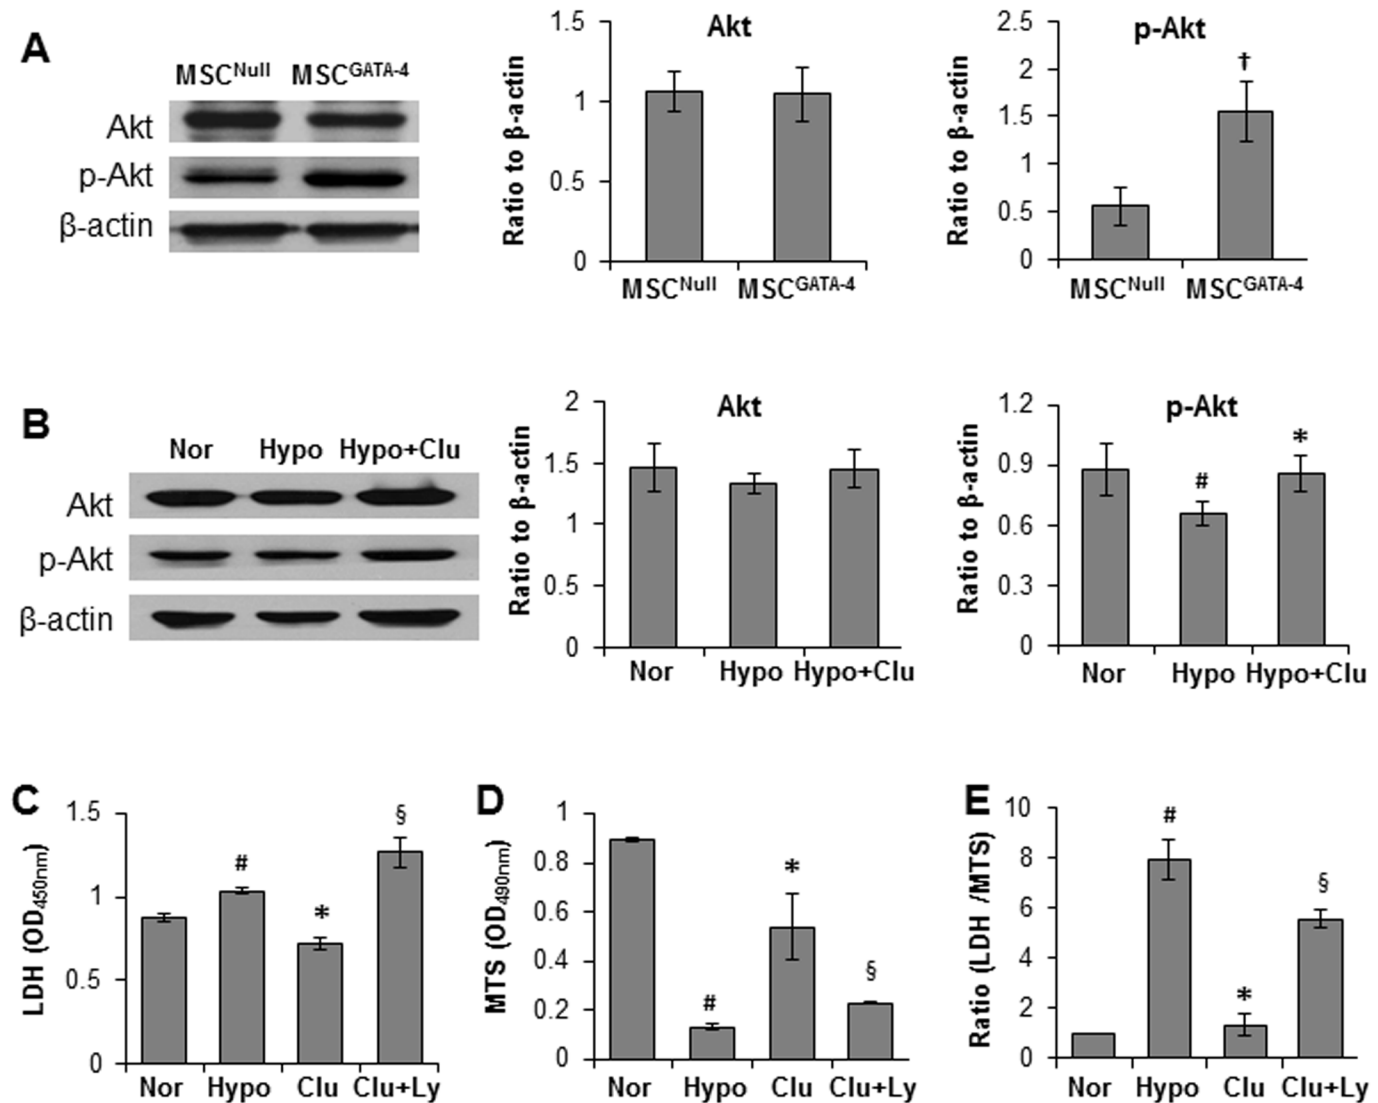 A
MSCNull MSCGATA-4
Akt
p-Akt
β-actin
Akt
Ratio to β-actin
1.5
1
0.5
0
MSCNull MSCGATA-4
p-Akt
Ratio to β-actin
2.5
2
1.5
1
0.5
0
†
MSCNull MSCGATA-4
B
Nor Hypo Hypo+Clu
Akt
p-Akt
β-actin
Akt
Ratio to β-actin
2
1.5
1
0.5
0
Nor Hypo Hypo+Clu
p-Akt
Ratio to β-actin
1.2
0.9
0.6
0.3
0
# *
Nor Hypo Hypo+Clu
C
LDH (OD450nm)
1.5
1
0.5
0
# * §
Nor Hypo Clu Clu+Ly
D
MTS (OD490nm)
1
0.8
0.6
0.4
0.2
0
# * §
Nor Hypo Clu Clu+Ly
E
Ratio (LDH /MTS)
10
8
6
4
2
0
# * §
Nor Hypo Clu Clu+Ly